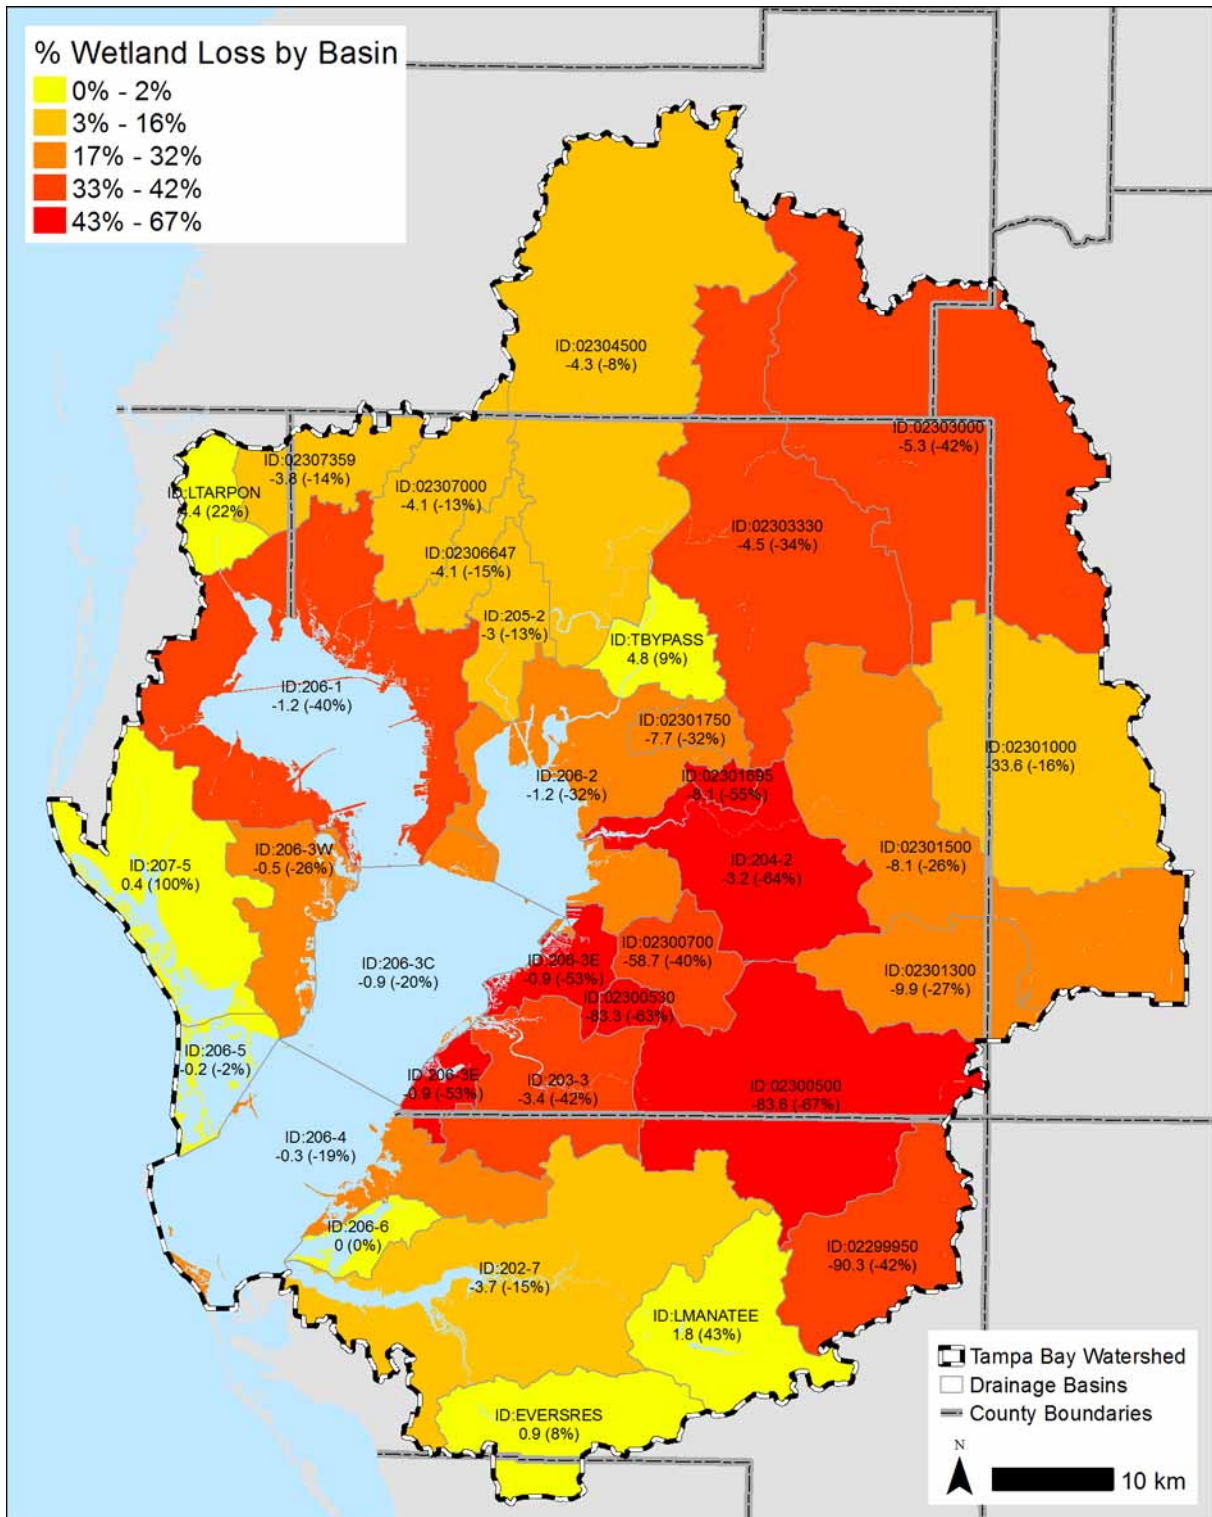 % Wetland Loss by Basin
0% - 2%
3% - 16%
17% - 32%
33% - 42%
43% - 67%
ID:02304500
-4.3 (-8%)
ID:02303000
-5.3 (-42%)
ID:02307359
-3.8 (-14%)
ID:LTARPON
4.4 (22%)
ID:02307000
-4.1 (-13%)
ID:02303330
-4.5 (-34%)
ID:02306647
-4.1 (-15%)
ID:205-2
-3 (-13%)
ID:TBYPASS
4.8 (9%)
ID:206-1
-1.2 (-40%)
ID:02301750
-7.7 (-32%)
ID:02301000
-33.6 (-16%)
ID:206-2
-1.2 (-32%)
ID:02301695
-8.1 (-55%)
ID:206-3W
-0.5 (-26%)
ID:02301500
-8.1 (-26%)
ID:207-5
0.4 (100%)
ID:204-2
-3.2 (-64%)
ID:02300700
-58.7 (-40%)
ID:206-3C
-0.9 (-20%)
ID:206-3E
-0.9 (-53%)
ID:02301300
-9.9 (-27%)
ID:02300530
-83.3 (-63%)
ID:206-5
-0.2 (-2%)
ID:206-3E
-0.9 (-53%)
ID:203-3
-3.4 (-42%)
ID:02300500
-83.6 (-67%)
ID:206-4
-0.3 (-19%)
ID:206-6
0 (0%)
ID:02299950
-90.3 (-42%)
ID:202-7
-3.7 (-15%)
ID:LMANATEE
1.8 (43%)
ID:EVERSRES
0.9 (8%)
Tampa Bay Watershed
Drainage Basins
County Boundaries
N
10 km